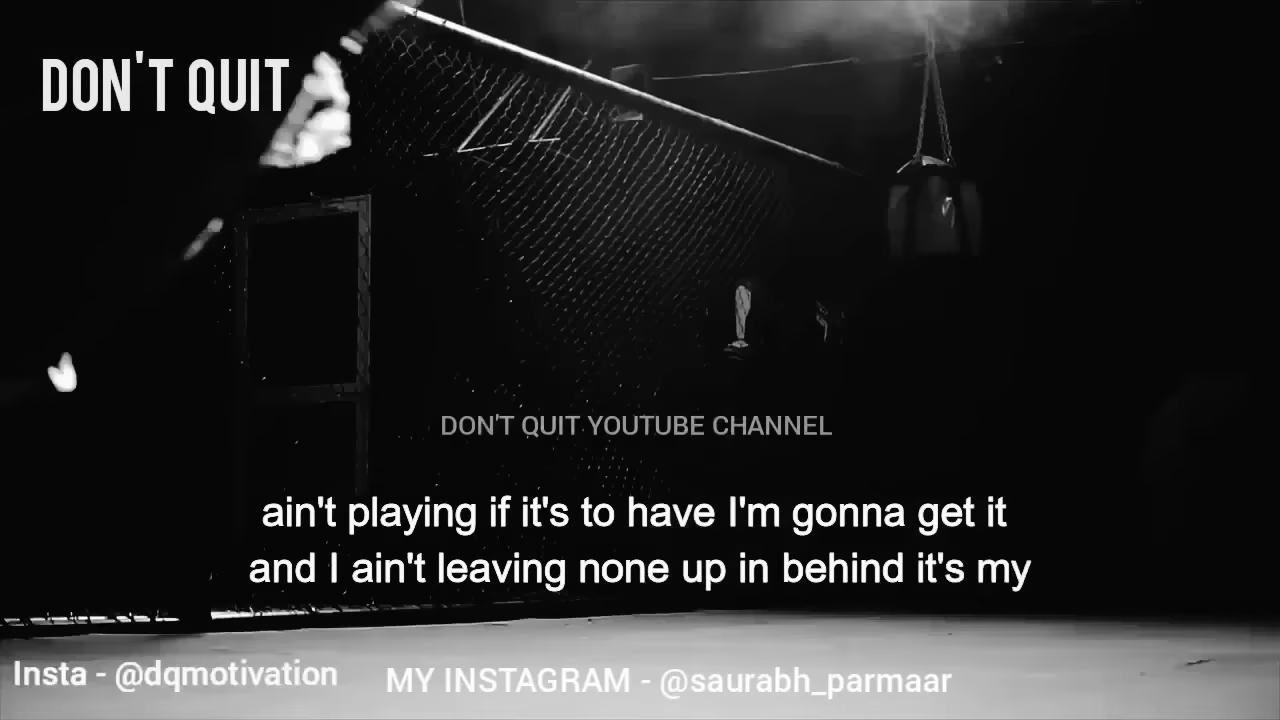 DON'T QUIT
DON'T QUIT YOUTUBE CHANNEL
ain't playing if it's to have I'm gonna get it
and I ain't leaving none up in behind it's my
Insta - @dqmotivation
MY INSTAGRAM - @saurabh_parmaar